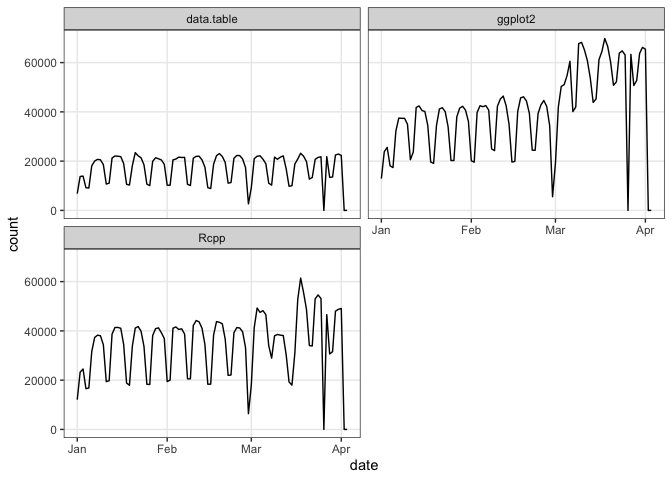 data.table
ggplot2
60000
40000
20000
0
Jan
Feb
Mar
Apr
count
Rcpp
60000
40000
20000
0
Jan
Feb
Mar
Apr
date